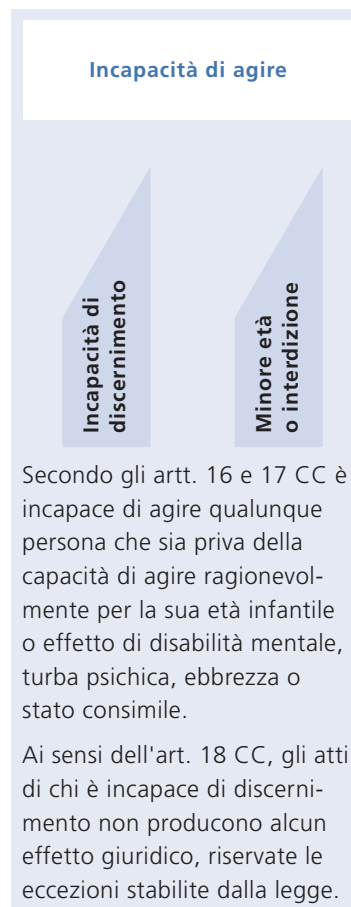 Incapacità di agire
Incapacità di
discernimento
Minore età
o interdizione
Secondo gli artt. 16 e 17 CC è
incapace di agire qualunque
persona che sia priva della
capacità di agire ragionevol-
mente per la sua età infantile
o effetto di disabilità mentale,
turba psichica, ebbrezza o
stato consimile.
Ai sensi dell'art. 18 CC, gli atti
di chi è incapace di discerni-
mento non producono alcun
effetto giuridico, riservate le
eccezioni stabilite dalla legge.